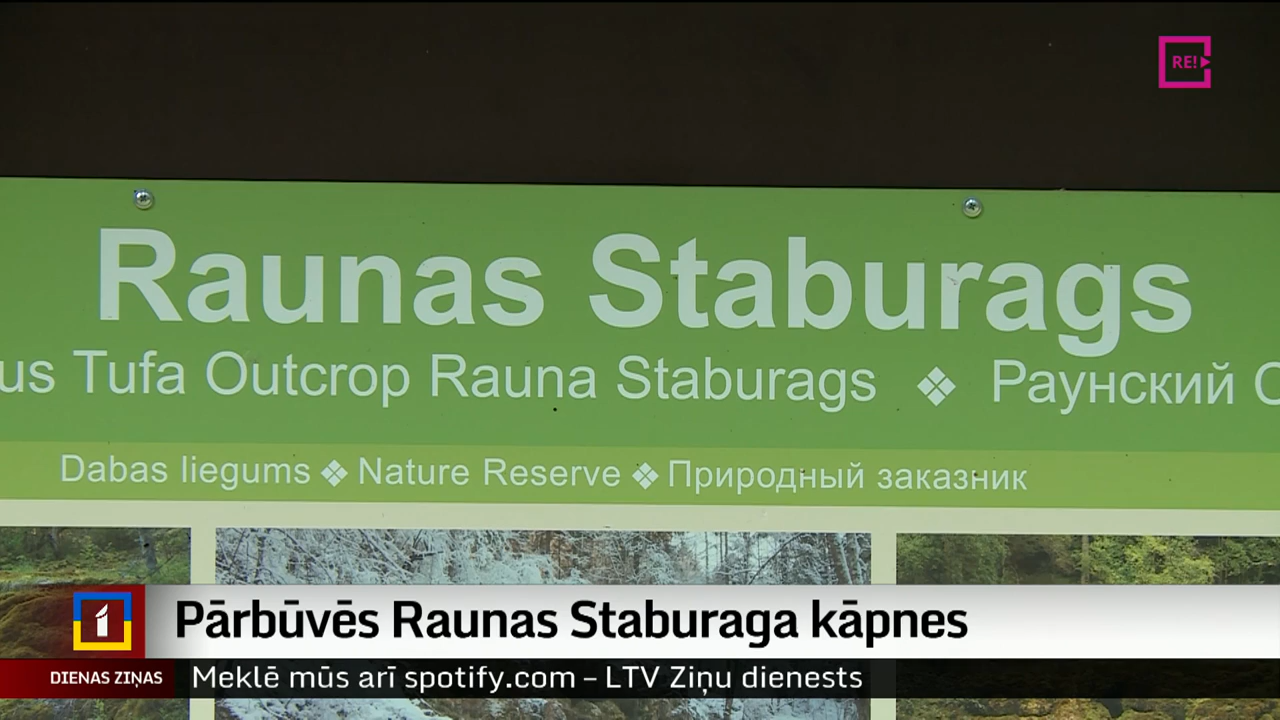 RE!
Raunas Staburags
us Tufa Outcrop Rauna Staburags ❖ Раунский С
Dabas liegums ❖ Nature Reserve ❖ Природный заказник
1
Pārbūvēs Raunas Staburaga kāpnes
DIENAS ZIŅAS
Meklē mūs arī spotify.com – LTV Ziņu dienests